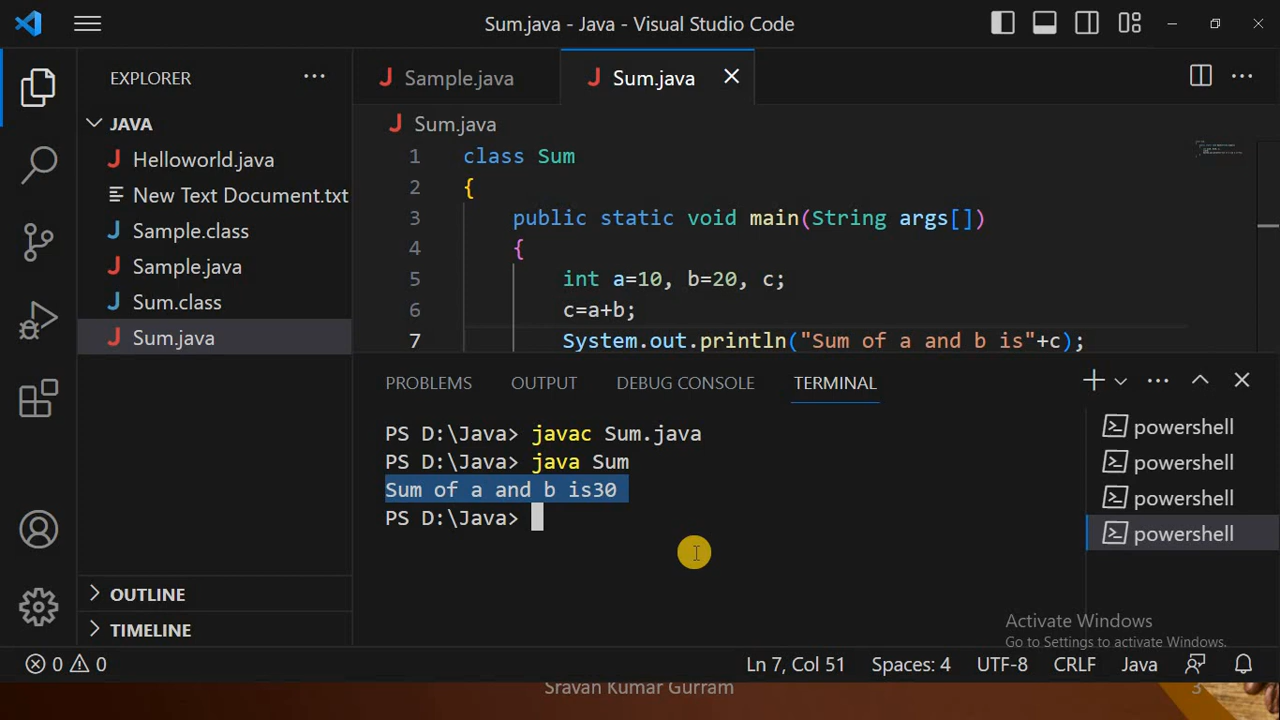 Sum.java - Java - Visual Studio Code
EXPLORER
JAVA
Helloworld.java
New Text Document.txt
Sample.class
Sample.java
Sum.class
Sum.java
OUTLINE
TIMELINE
Sample.java
Sum.java
Sum.java
1 class Sum
2 {
3 public static void main(String args[])
4 {
5 int a=10, b=20, c;
6 c=a+b;
7 System.out.println("Sum of a and b is"+c);
PROBLEMS OUTPUT DEBUG CONSOLE TERMINAL
PS D:\Java> javac Sum.java
PS D:\Java> java Sum
Sum of a and b is30
PS D:\Java>
powershell
powershell
powershell
powershell
Activate Windows
Go to Settings to activate Windows.
0 0 Ln 7, Col 51 Spaces: 4 UTF-8 CRLF Java
Sravan Kumar Gurram 3